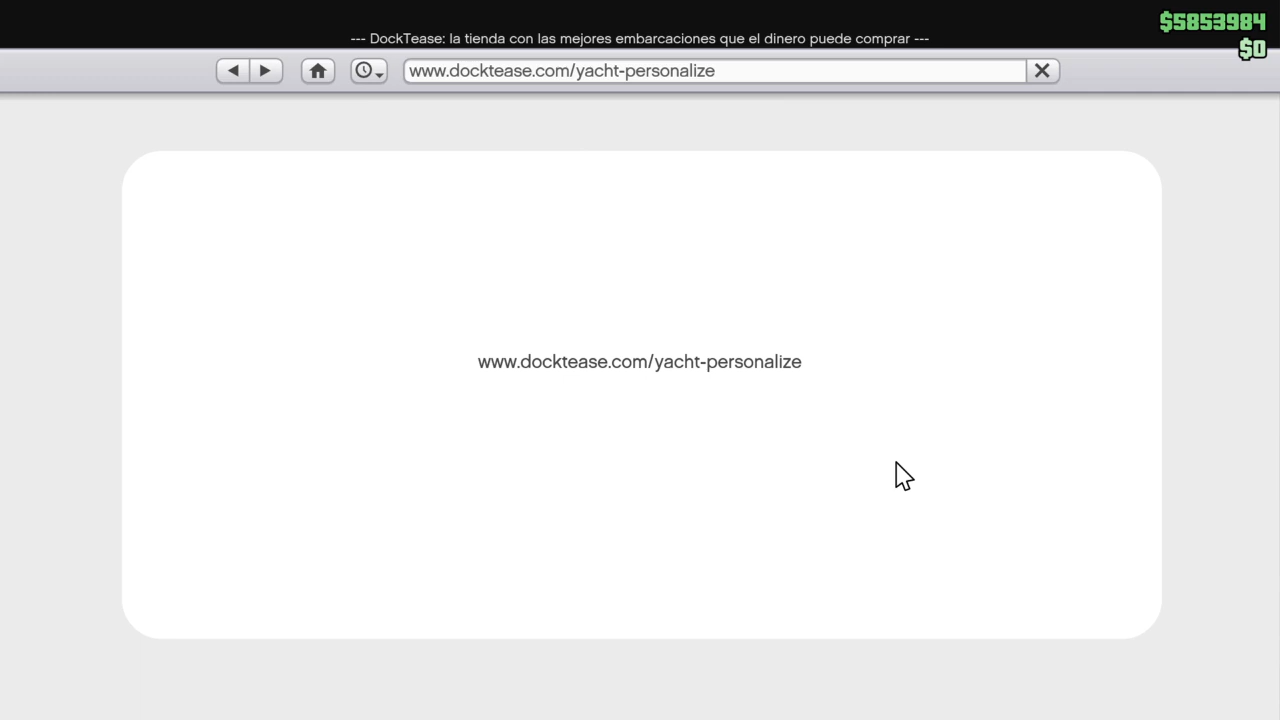 $5853984
--- DockTease: la tienda con las mejores embarcaciones que el dinero puede comprar ---
$0
www.docktease.com/yacht-personalize
www.docktease.com/yacht-personalize